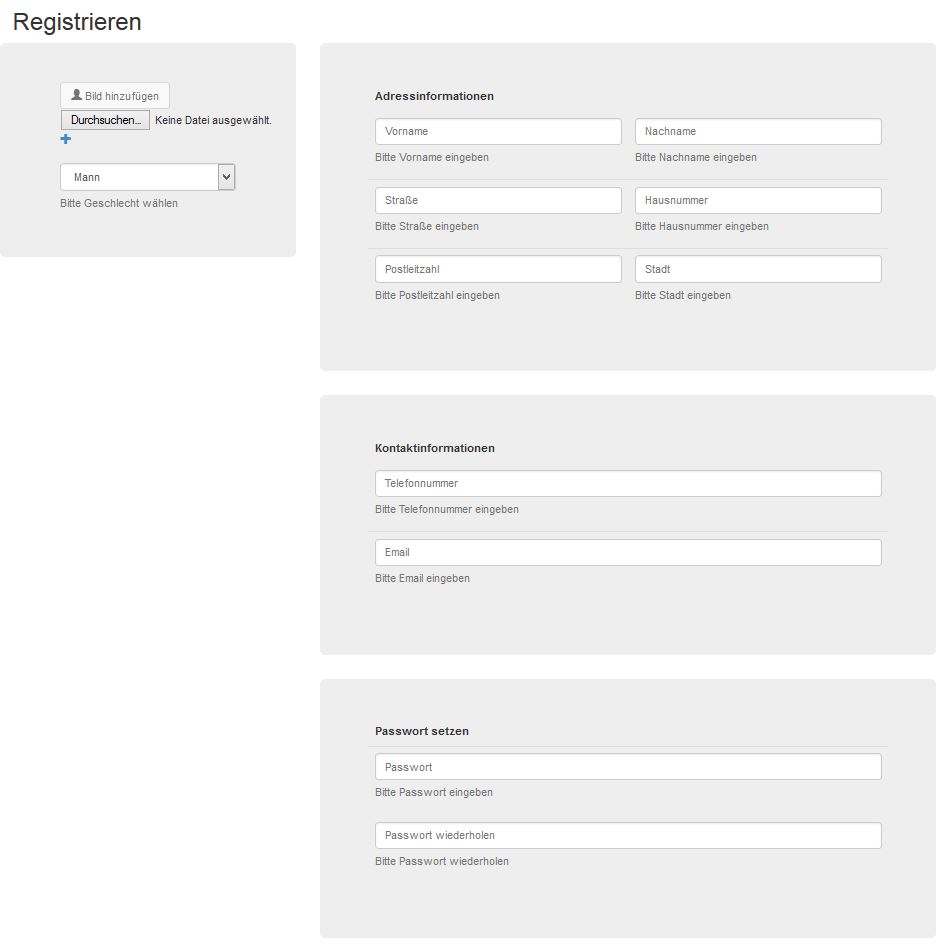 Registrieren
Bild hinzufügen
Durchsuchen... Keine Datei ausgewählt.
Mann
Bitte Geschlecht wählen
Adressinformationen
Vorname Nachname
Bitte Vorname eingeben Bitte Nachname eingeben
Straße Hausnummer
Bitte Straße eingeben Bitte Hausnummer eingeben
Postleitzahl Stadt
Bitte Postleitzahl eingeben Bitte Stadt eingeben
Kontaktinformationen
Telefonnummer
Bitte Telefonnummer eingeben
Email
Bitte Email eingeben
Passwort setzen
Passwort
Bitte Passwort eingeben
Passwort wiederholen
Bitte Passwort wiederholen